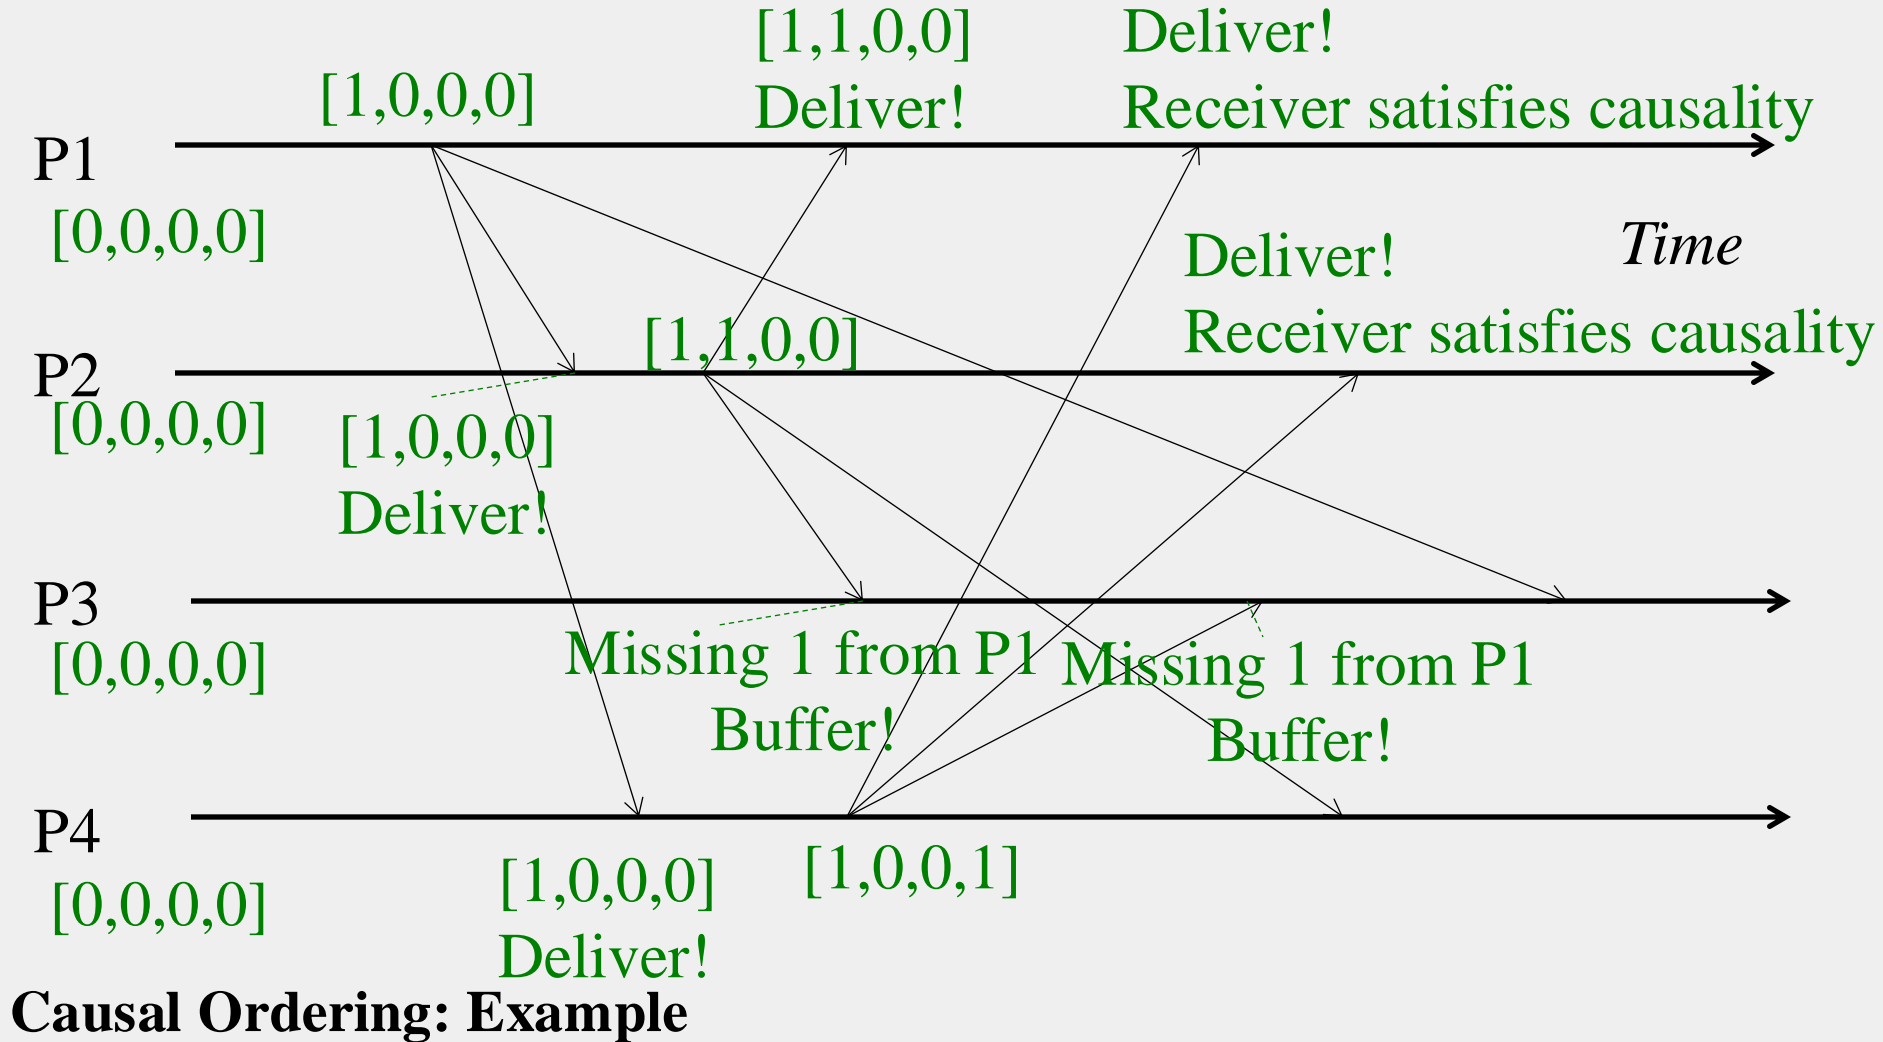 [1,1,0,0]
Deliver!
Deliver!
Receiver satisfies causality
[1,0,0,0]
P1
[0,0,0,0]
Time
Deliver!
Receiver satisfies causality
[1,1,0,0]
P2
[0,0,0,0]
[1,0,0,0]
Deliver!
P3
[0,0,0,0]
Missing 1 from P1
Buffer!
Missing 1 from P1
Buffer!
P4
[0,0,0,0]
[1,0,0,0]
Deliver!
[1,0,0,1]
Causal Ordering: Example